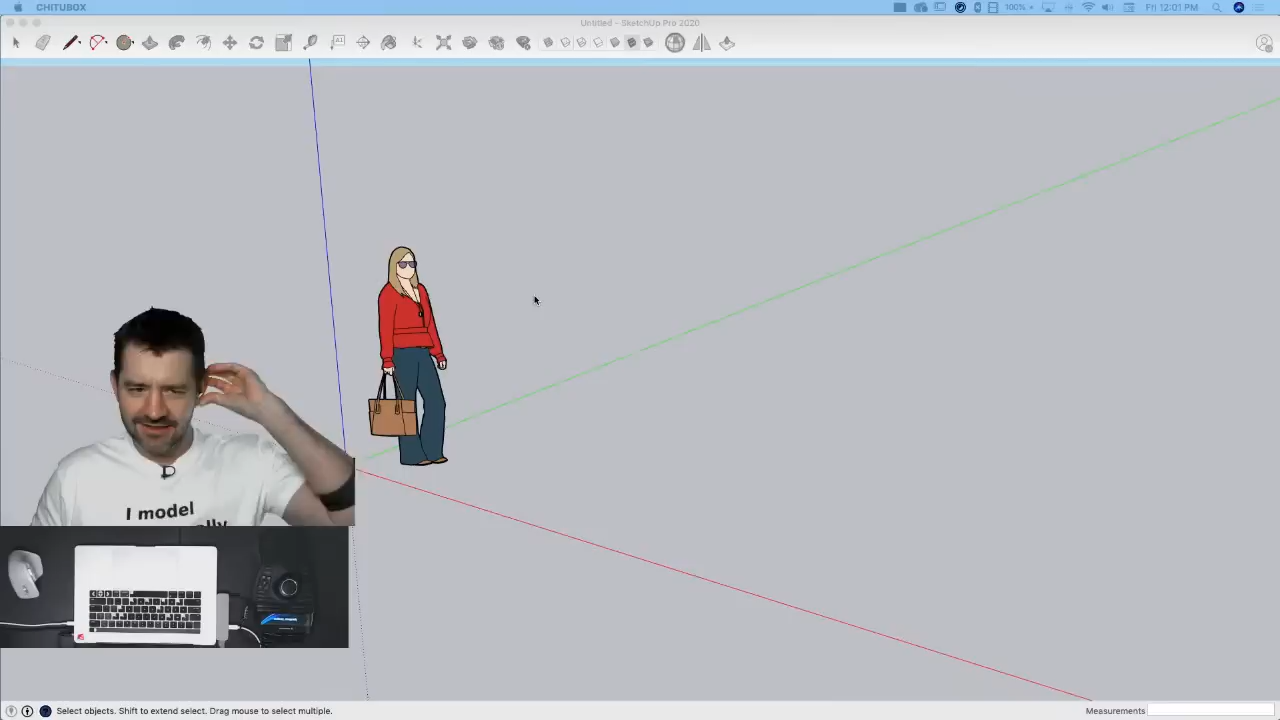 CHITUBOX
100%
Fri 12:01 PM
Untitled - SketchUp Pro 2020
I model
Select objects. Shift to extend select. Drag mouse to select multiple.
Measurements